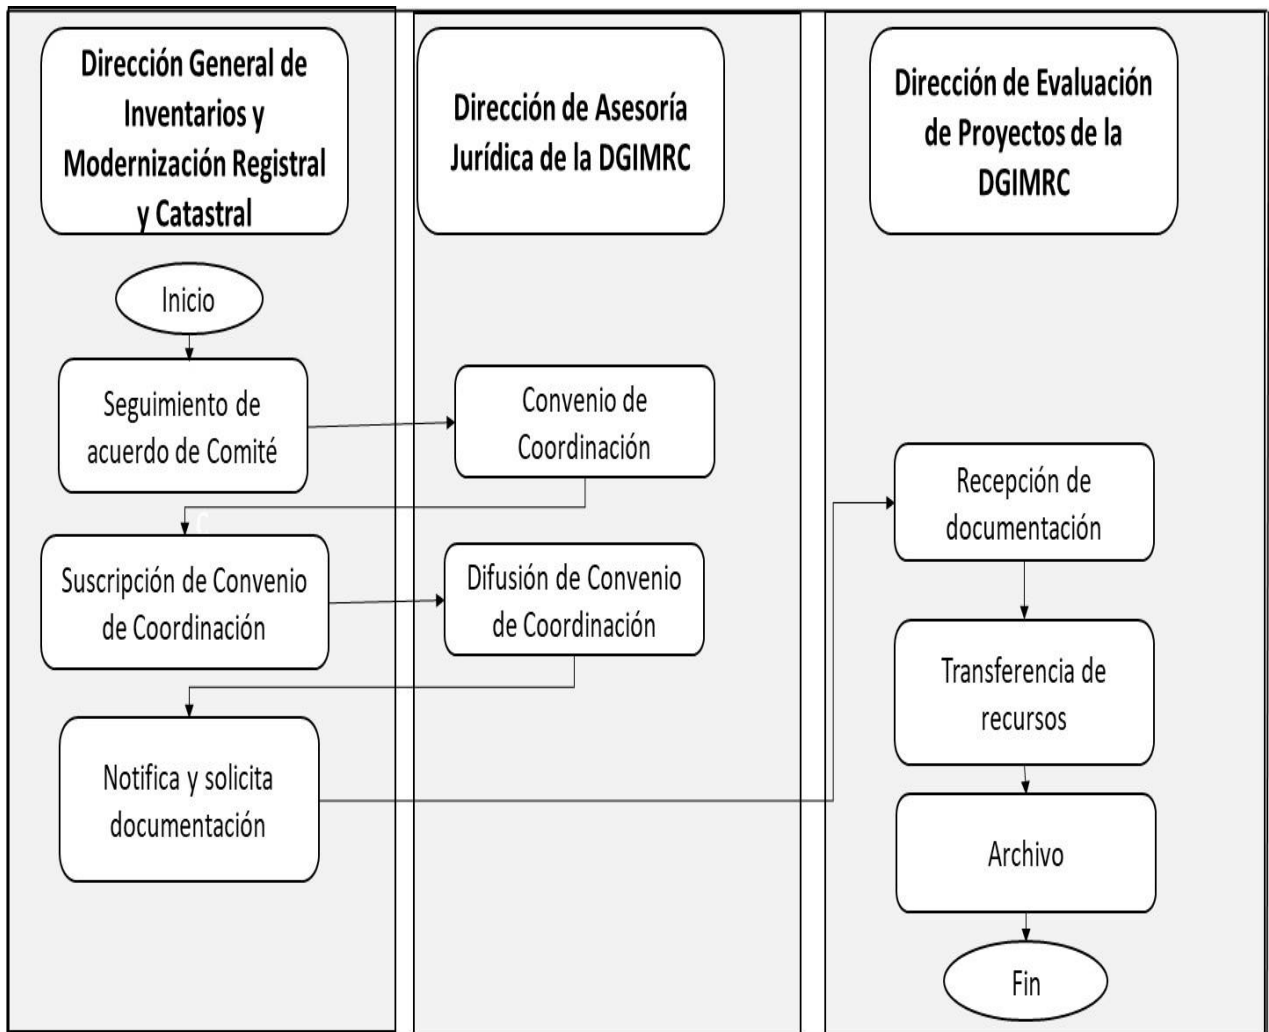 Dirección General de
Inventarios y
Modernización Registral
y Catastral
Dirección de Asesoría
Jurídica de la DGIMRC
Dirección de Evaluación
de Proyectos de la
DGIMRC
Inicio
Seguimiento de
acuerdo de Comité
Convenio de
Coordinación
C
Suscripción de Convenio
de Coordinación
Difusión de Convenio
de Coordinación
Notifica y solicita
documentación
Recepción de
documentación
Transferencia de
recursos
Archivo
Fin